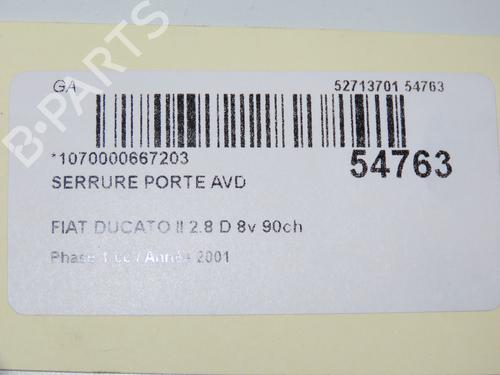 GA 52713701 54763
*1070000667203 54763
SERRURE PORTE AVD
FIAT DUCATO II 2.8 D 8v 90ch
Phase 1 cc / Année 2001
B-PARTS